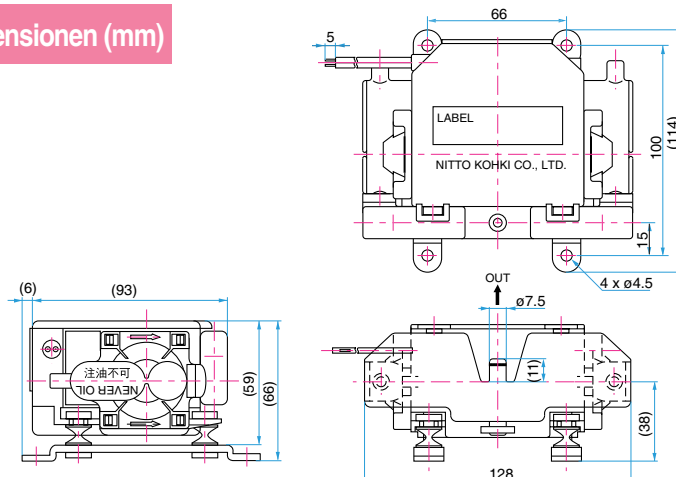 ensionen (mm)
66
5
LABEL
NITTO KOHKI CO., LTD.
100
(114)
15
4 x ø4.5
OUT
ø7.5
(11)
(38)
128
(6)
(93)
注油不可
NEVER OIL
(59)
(66)